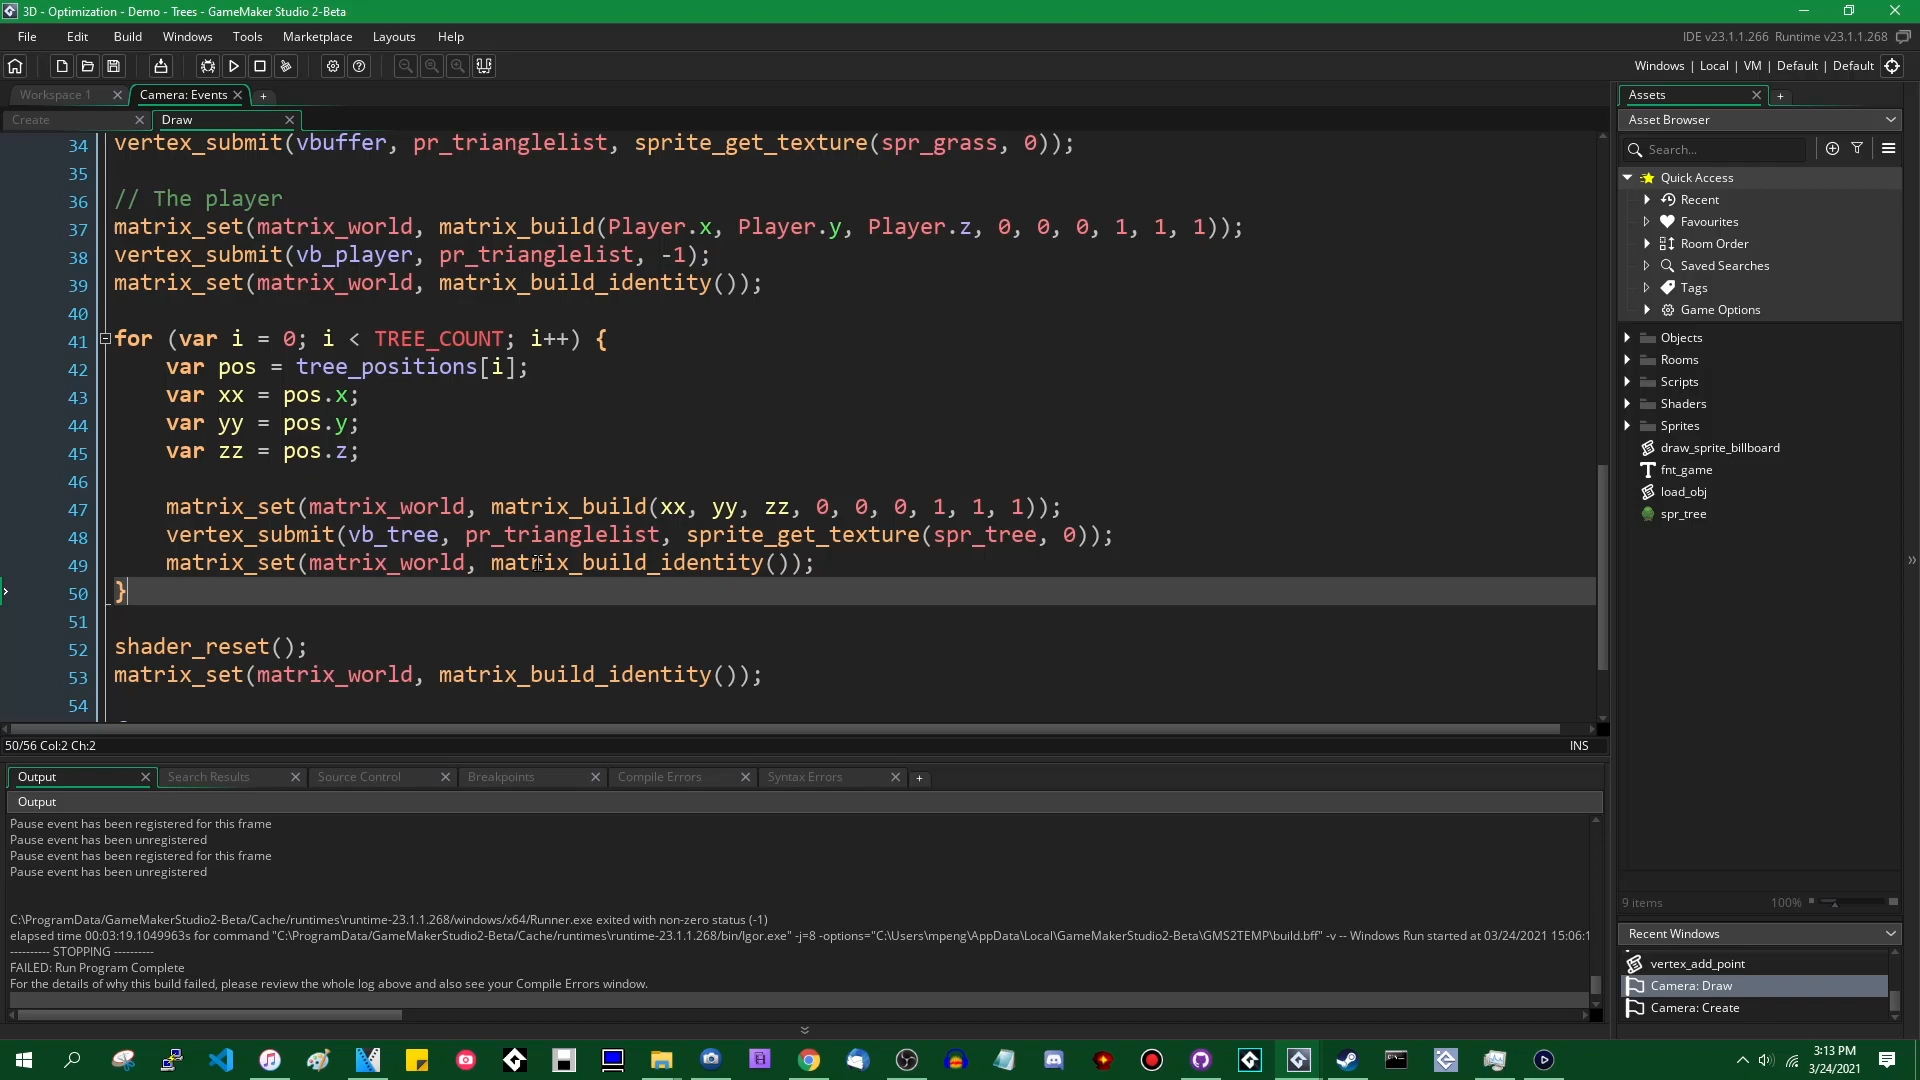 3D - Optimization - Demo - Trees - GameMaker Studio 2-Beta
File Edit Build Windows Tools Marketplace Layouts Help
IDE v23.1.1.266 Runtime v23.1.1.268
Windows | Local | VM | Default | Default
Workspace 1
Camera: Events
Create
Draw
34 vertex_submit(vbuffer, pr_trianglelist, sprite_get_texture(spr_grass, 0));
35
36 // The player
37 matrix_set(matrix_world, matrix_build(Player.x, Player.y, Player.z, 0, 0, 0, 1, 1, 1));
38 vertex_submit(vb_player, pr_trianglelist, -1);
39 matrix_set(matrix_world, matrix_build_identity());
40
41 for (var i = 0; i < TREE_COUNT; i++) {
42 var pos = tree_positions[i];
43 var xx = pos.x;
44 var yy = pos.y;
45 var zz = pos.z;
46
47 matrix_set(matrix_world, matrix_build(xx, yy, zz, 0, 0, 0, 1, 1, 1));
48 vertex_submit(vb_tree, pr_trianglelist, sprite_get_texture(spr_tree, 0));
49 matrix_set(matrix_world, matrix_build_identity());
50 }
51
52 shader_reset();
53 matrix_set(matrix_world, matrix_build_identity());
54
50/56 Col:2 Ch:2
INS
Output
Search Results
Source Control
Breakpoints
Compile Errors
Syntax Errors
Output
Pause event has been registered for this frame
Pause event has been unregistered
Pause event has been registered for this frame
Pause event has been unregistered
C:\ProgramData/GameMakerStudio2-Beta/Cache/runtimes\runtime-23.1.1.268/windows/x64/Runner.exe exited with non-zero status (-1)
elapsed time 00:03:19.1049963s for command "C:\ProgramData/GameMakerStudio2-Beta/Cache/runtimes\runtime-23.1.1.268/bin/Igor.exe" -j=8 -options="C:\Users\mpeng\AppData\Local\GameMakerStudio2-Beta\GMS2TEMP\build.bff" -v -- Windows Run started at 03/24/2021 15:06:1
---------- STOPPING ----------
FAILED: Run Program Complete
For the details of why this build failed, please review the whole log above and also see your Compile Errors window.
Assets
Asset Browser
Search...
Quick Access
Recent
Favourites
Room Order
Saved Searches
Tags
Game Options
Objects
Rooms
Scripts
Shaders
Sprites
draw_sprite_billboard
fnt_game
load_obj
spr_tree
9 items
100%
Recent Windows
vertex_add_point
Camera: Draw
Camera: Create
3:13 PM
3/24/2021